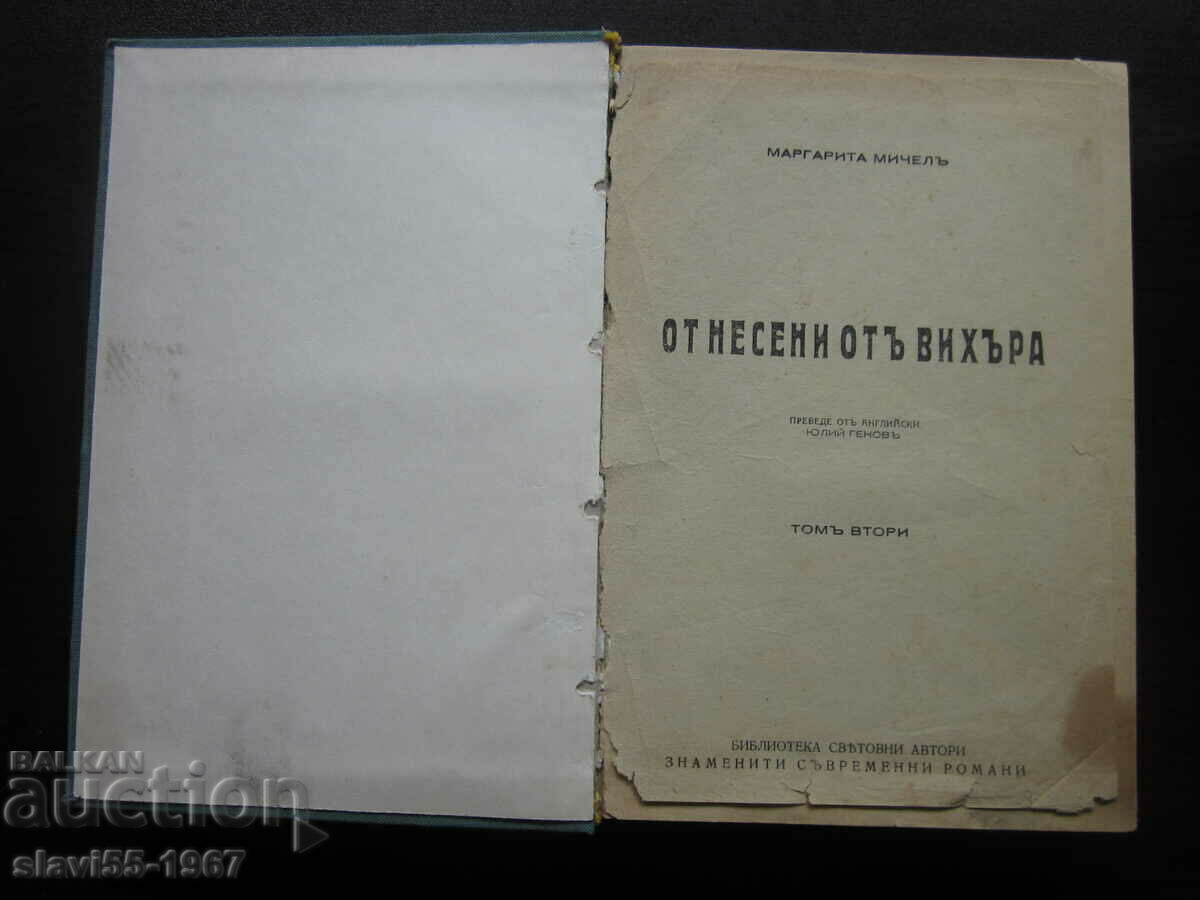 МАРГАРИТА МИЧЕЛЪ
ОТНЕСЕНИ ОТЪ ВИХЪРА
ПРЕВЕДЕ ОТЪ АНГЛИЙСКИ
ЮЛИЙ ГЕНОВЪ
ТОМЪ ВТОРИ
БИБЛИОТЕКА СВѢТОВНИ АВТОРИ
ЗНАМЕНИТИ СЪВРЕМЕННИ РОМАНИ
BALKAN
auction
slavi55-1967